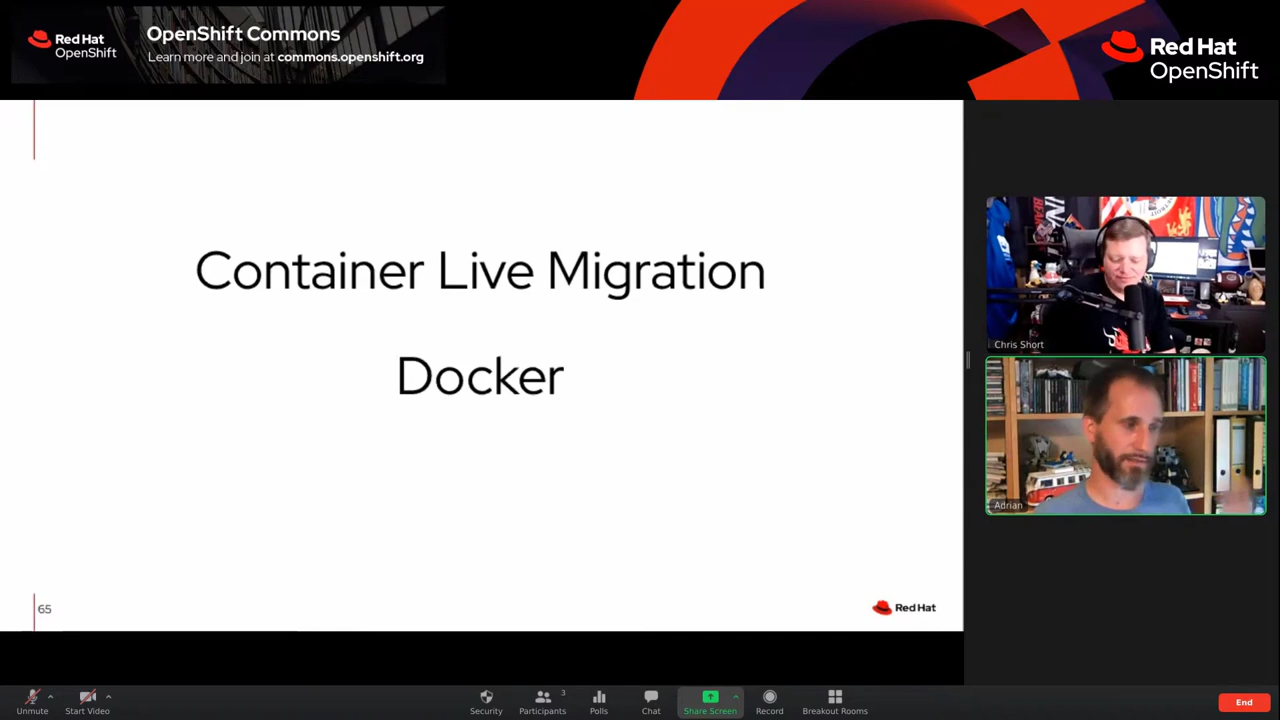 Red Hat
OpenShift
OpenShift Commons
Learn more and join at commons.openshift.org
Red Hat
OpenShift
Container Live Migration
Docker
65
Red Hat
Chris Short
Adrian
Unmute
Start Video
Security
Participants
3
Polls
Chat
Share Screen
Record
Breakout Rooms
End